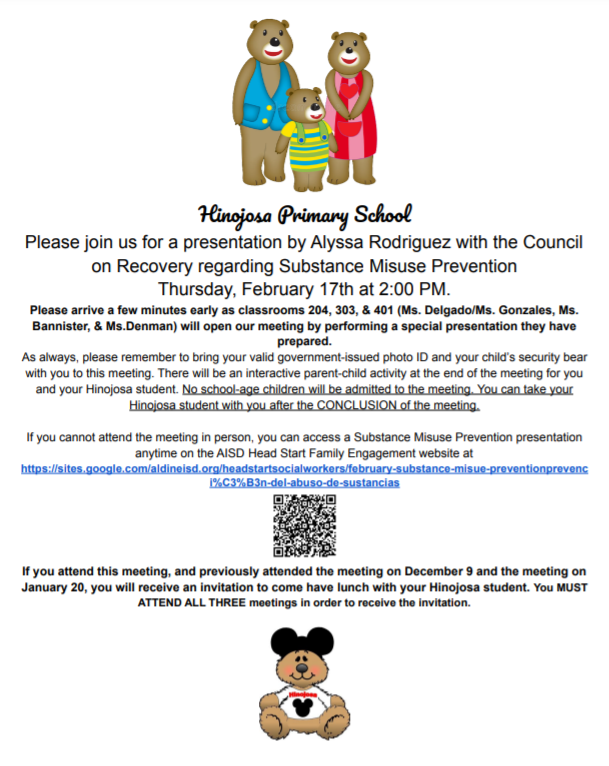 Hinojosa Primary School
Please join us for a presentation by Alyssa Rodriguez with the Council
on Recovery regarding Substance Misuse Prevention
Thursday, February 17th at 2:00 PM.
Please arrive a few minutes early as classrooms 204, 303, & 401 (Ms. Delgado/Ms. Gonzales, Ms.
Bannister, & Ms.Denman) will open our meeting by performing a special presentation they have
prepared.
As always, please remember to bring your valid government-issued photo ID and your child's security bear
with you to this meeting. There will be an interactive parent-child activity at the end of the meeting for you
and your Hinojosa student. No school-age children will be admitted to the meeting. You can take your
Hinojosa student with you after the CONCLUSION of the meeting.
If you cannot attend the meeting in person, you can access a Substance Misuse Prevention presentation
anytime on the AISD Head Start Family Engagement website at
https://sites.google.com/aldineisd.org/headstartsocialworkers/february-substance-misue-preventionprevenc
i%C3%B3n-del-abuso-de-sustancias
If you attend this meeting, and previously attended the meeting on December 9 and the meeting on
January 20, you will receive an invitation to come have lunch with your Hinojosa student. You MUST
ATTEND ALL THREE meetings in order to receive the invitation.
Hinojosa